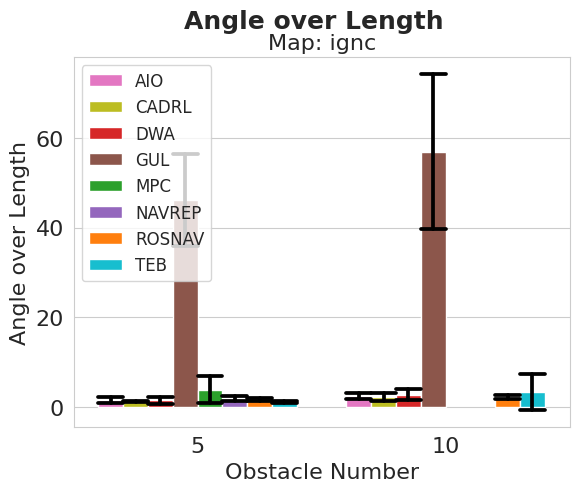 Angle over Length
Map: ignc
AIO
CADRL
DWA
GUL
MPC
NAVREP
ROSNAV
TEB
Angle over Length
60
40
20
0
5
10
Obstacle Number